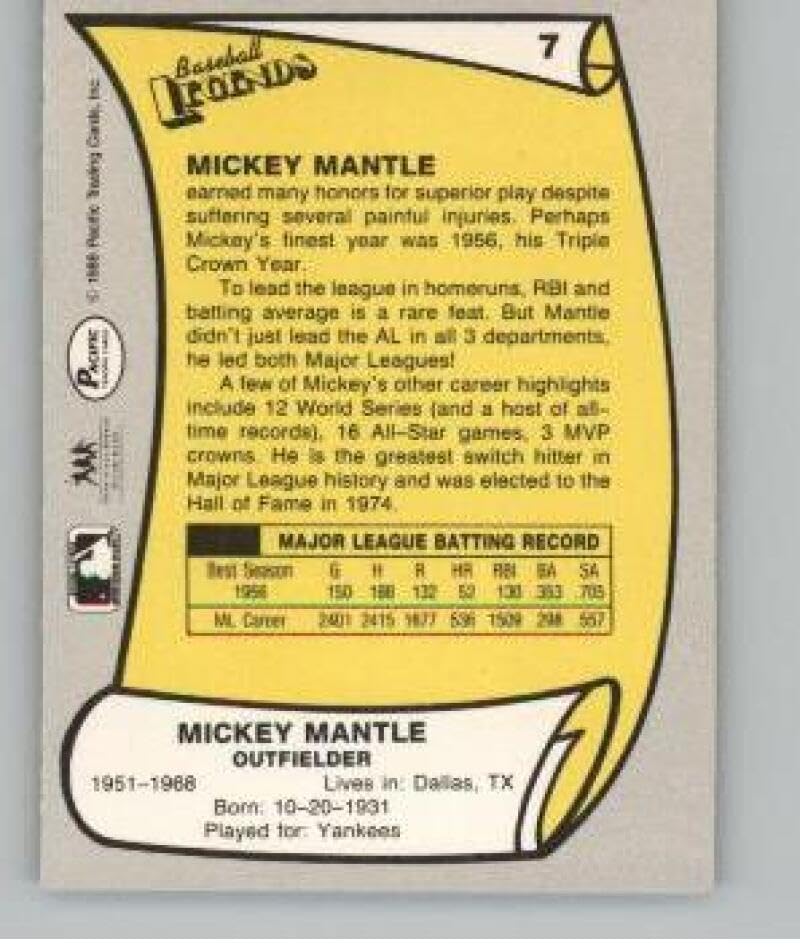 7
Baseball
LEGENDS
MICKEY MANTLE
earned many honors for superior play despite
suffering several painful injuries. Perhaps
Mickey's finest year was 1956, his Triple
Crown Year.
To lead the league in homeruns, RBI and
batting average is a rare feat. But Mantle
didn't just lead the AL in all 3 departments,
he led both Major Leagues!
A few of Mickey's other career highlights
include 12 World Series (and a host of all-
time records), 16 All-Star games, 3 MVP
crowns. He is the greatest switch hitter in
Major League history and was elected to the
Hall of Fame in 1974.
MAJOR LEAGUE BATTING RECORD
Best Season G H R HR RBI BA SA
1956 150 188 132 52 130 353 .705
ML Career 2401 2415 1677 536 1509 298 557
MICKEY MANTLE
OUTFIELDER
1951-1968 Lives in: Dallas, TX
Born: 10-20-1931
Played for: Yankees
© 1988 Pacific Trading Cards, Inc.
PACIFIC